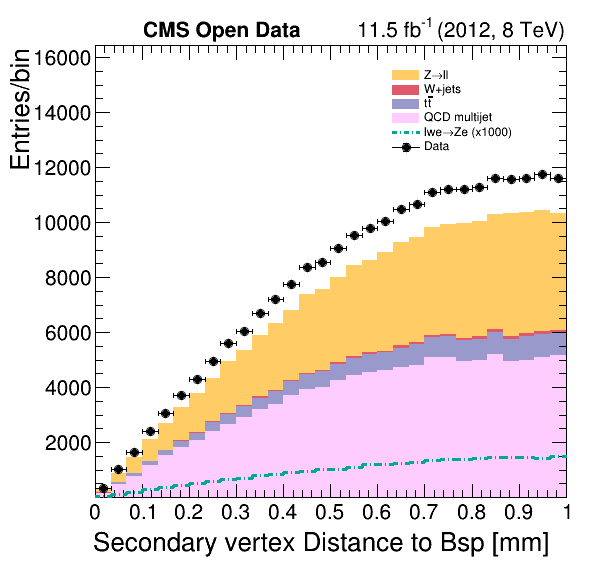 CMS Open Data
11.5 fb⁻¹ (2012, 8 TeV)
Entries/bin
16000
14000
12000
10000
8000
6000
4000
2000
Z→ll
W+jets
tt̄
QCD multijet
lwe→Ze (x1000)
Data
0 0.1 0.2 0.3 0.4 0.5 0.6 0.7 0.8 0.9 1
Secondary vertex Distance to Bsp [mm]